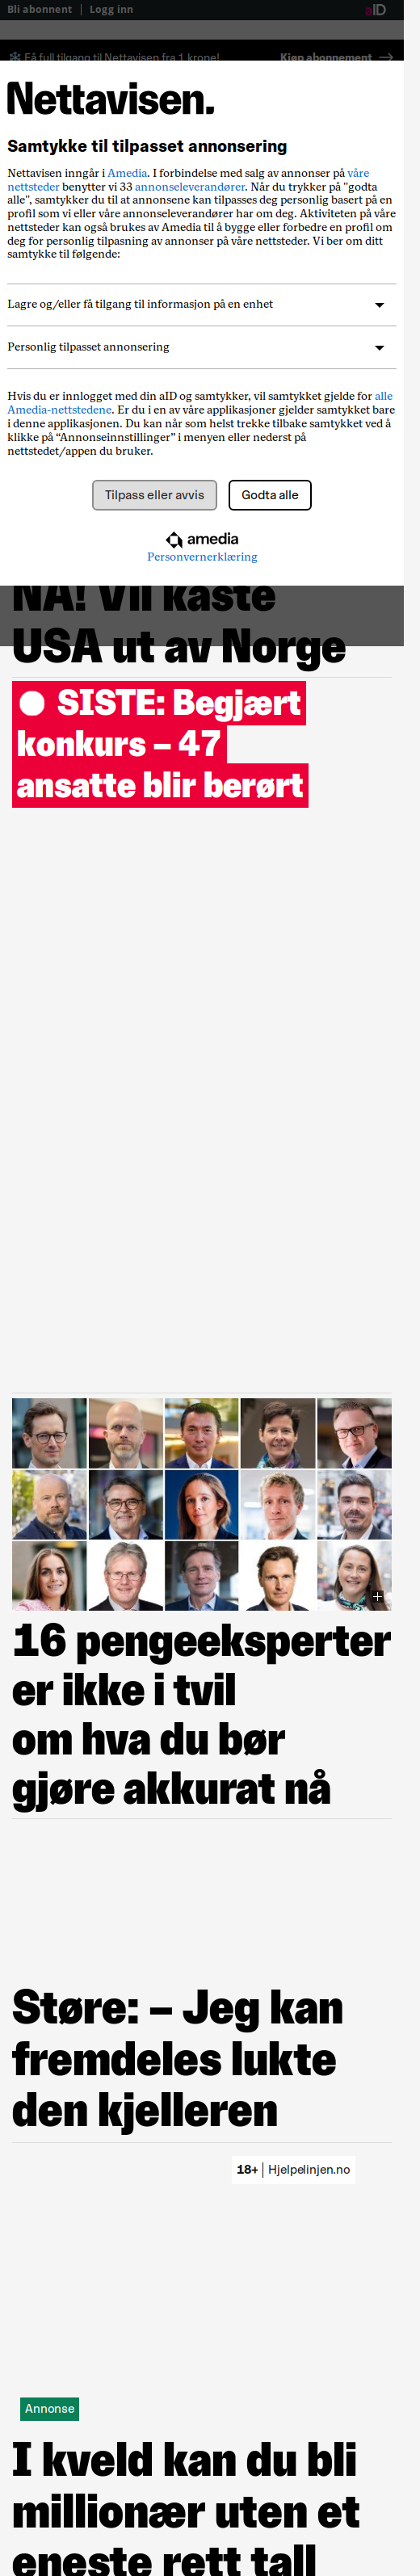 Bli abonnent | Logg inn
aID
Få full tilgang til Nettavisen fra 1 krone!
Kjøp abonnement →
Nettavisen.
Samtykke til tilpasset annonsering
Nettavisen inngår i Amedia. I forbindelse med salg av annonser på våre
nettsteder benytter vi 33 annonseleverandører. Når du trykker på "godta
alle", samtykker du til at annonsene kan tilpasses deg personlig basert på en
profil som vi eller våre annonseleverandører har om deg. Aktiviteten på våre
nettsteder kan også brukes av Amedia til å bygge eller forbedre en profil om
deg for personlig tilpasning av annonser på våre nettsteder. Vi ber om ditt
samtykke til følgende:
Lagre og/eller få tilgang til informasjon på en enhet
Personlig tilpasset annonsering
Hvis du er innlogget med din aID og samtykker, vil samtykket gjelde for alle
Amedia-nettstedene. Er du i en av våre applikasjoner gjelder samtykket bare
i denne applikasjonen. Du kan når som helst trekke tilbake samtykket ved å
klikke på “Annonseinnstillinger” i menyen eller nederst på
nettstedet/appen du bruker.
Tilpass eller avvis
Godta alle
amedia
Personvernerklæring
NÅ! Vil kaste
USA ut av Norge
SISTE: Begjært
konkurs – 47
ansatte blir berørt
16 pengeeksperter
er ikke i tvil
om hva du bør
gjøre akkurat nå
Støre: – Jeg kan
fremdeles lukte
den kjelleren
18+ | Hjelpelinjen.no
Annonse
I kveld kan du bli
millionær uten et
eneste rett tall